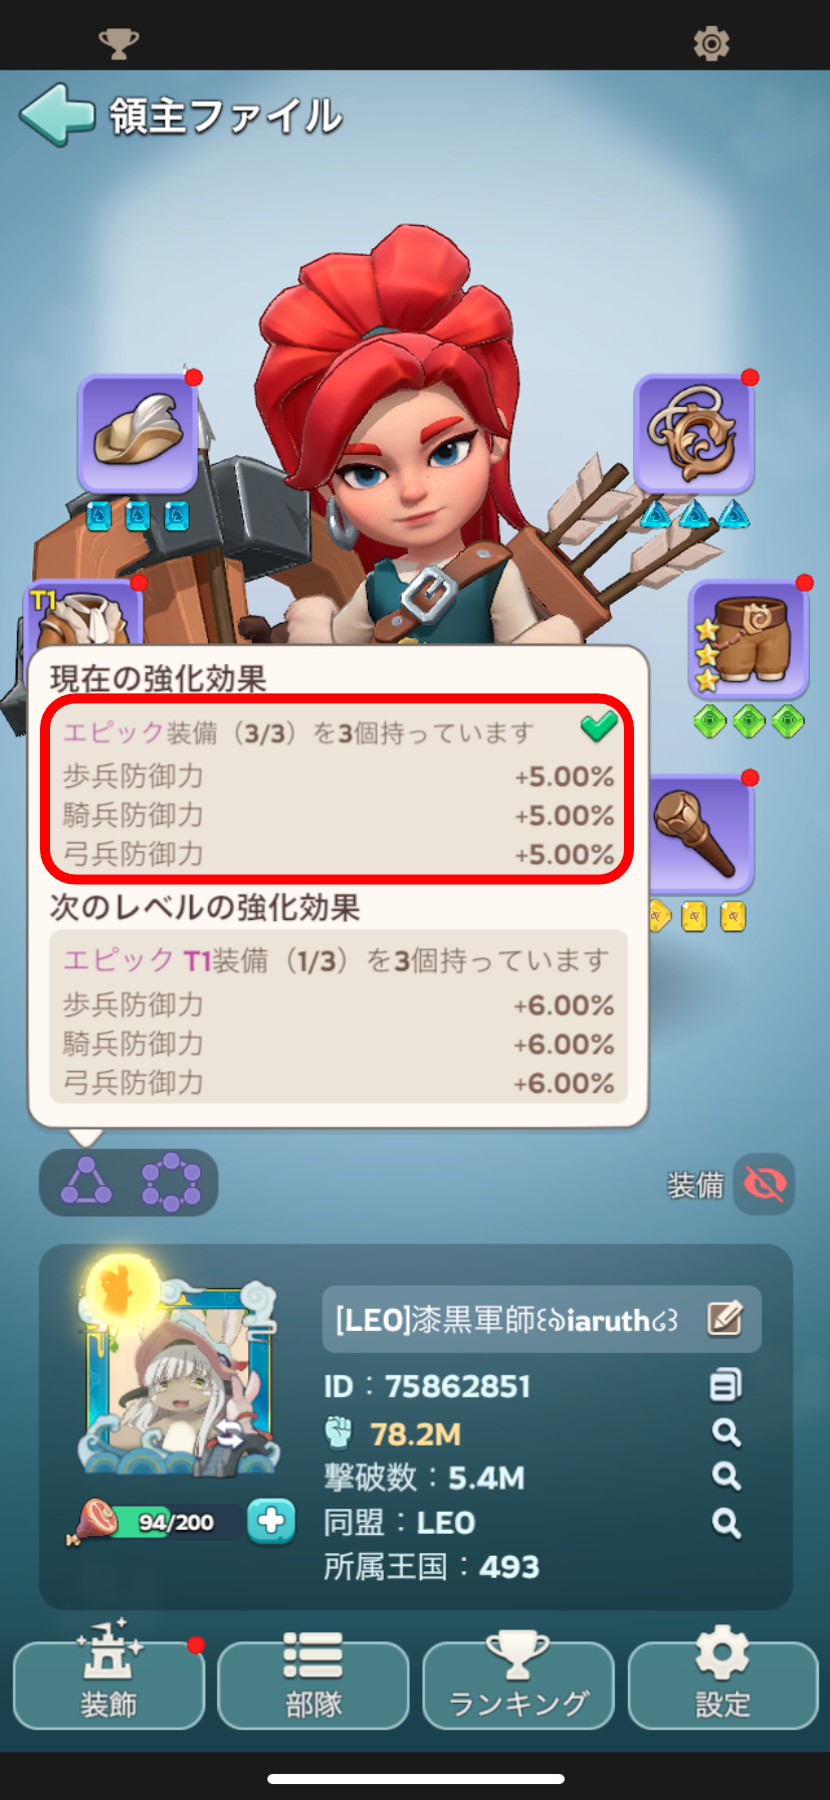 領主ファイル
T1
現在の強化効果
エピック装備（3/3）を3個持っています
歩兵防御力 +5.00%
騎兵防御力 +5.00%
弓兵防御力 +5.00%
次のレベルの強化効果
エピック T1装備（1/3）を3個持っています
歩兵防御力 +6.00%
騎兵防御力 +6.00%
弓兵防御力 +6.00%
装備
[LEO]漆黒軍師꒰ঌiaruth໒꒱
ID：75862851
78.2M
撃破数：5.4M
94/200
同盟：LEO
所属王国：493
装飾
部隊
ランキング
設定